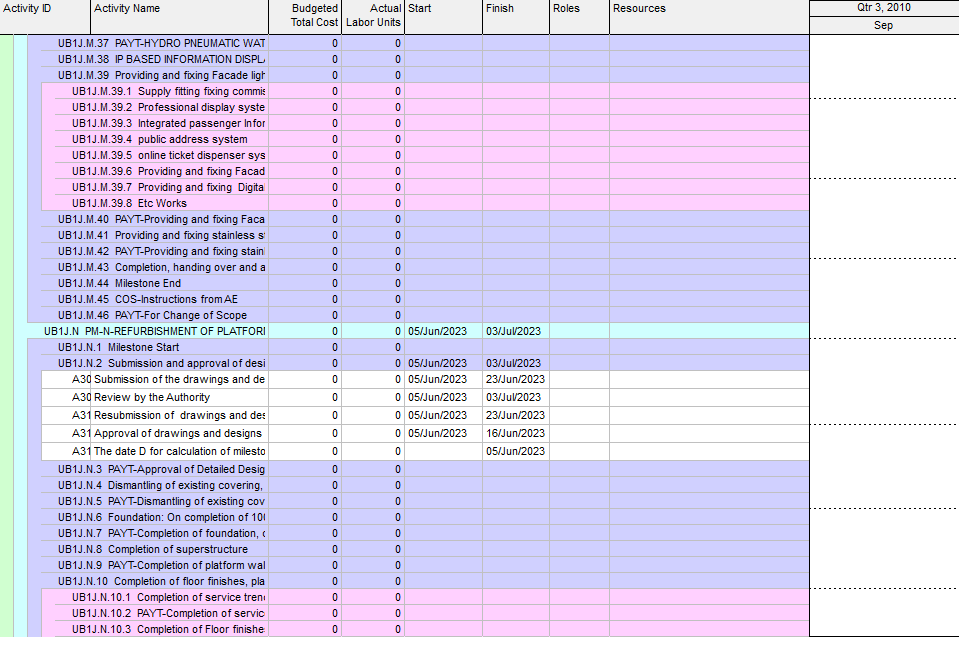 Activity ID Activity Name Budgeted Total Cost Actual Labor Units Start Finish Roles Resources Qtr 3, 2010
Sep
UB1J.M.37 PAYT-HYDRO PNEUMATIC WAT 0 0
UB1J.M.38 IP BASED INFORMATION DISPL 0 0
UB1J.M.39 Providing and fixing Facade ligh 0 0
UB1J.M.39.1 Supply fitting fixing commis 0 0
UB1J.M.39.2 Professional display syste 0 0
UB1J.M.39.3 Integrated passenger Infor 0 0
UB1J.M.39.4 public address system 0 0
UB1J.M.39.5 online ticket dispenser sys 0 0
UB1J.M.39.6 Providing and fixing Facad 0 0
UB1J.M.39.7 Providing and fixing Digita 0 0
UB1J.M.39.8 Etc Works 0 0
UB1J.M.40 PAYT-Providing and fixing Faca 0 0
UB1J.M.41 Providing and fixing stainless s 0 0
UB1J.M.42 PAYT-Providing and fixing stain 0 0
UB1J.M.43 Completion, handing over and a 0 0
UB1J.M.44 Milestone End 0 0
UB1J.M.45 COS-Instructions from AE 0 0
UB1J.M.46 PAYT-For Change of Scope 0 0
UB1J.N PM-N-REFURBISHMENT OF PLATFORI 0 0 05/Jun/2023 03/Jul/2023
UB1J.N.1 Milestone Start 0 0
UB1J.N.2 Submission and approval of desi 0 0 05/Jun/2023 03/Jul/2023
A30 Submission of the drawings and de 0 0 05/Jun/2023 23/Jun/2023
A30 Review by the Authority 0 0 05/Jun/2023 03/Jul/2023
A31 Resubmission of drawings and des 0 0 05/Jun/2023 23/Jun/2023
A31 Approval of drawings and designs 0 0 05/Jun/2023 16/Jun/2023
A31 The date D for calculation of milesto 0 0 05/Jun/2023
UB1J.N.3 PAYT-Approval of Detailed Desig 0 0
UB1J.N.4 Dismantling of existing covering, 0 0
UB1J.N.5 PAYT-Dismantling of existing cov 0 0
UB1J.N.6 Foundation: On completion of 10 0 0
UB1J.N.7 PAYT-Completion of foundation, c 0 0
UB1J.N.8 Completion of superstructure 0 0
UB1J.N.9 PAYT-Completion of platform wal 0 0
UB1J.N.10 Completion of floor finishes, pla 0 0
UB1J.N.10.1 Completion of service tren 0 0
UB1J.N.10.2 PAYT-Completion of servic 0 0
UB1J.N.10.3 Completion of Floor finishe 0 0